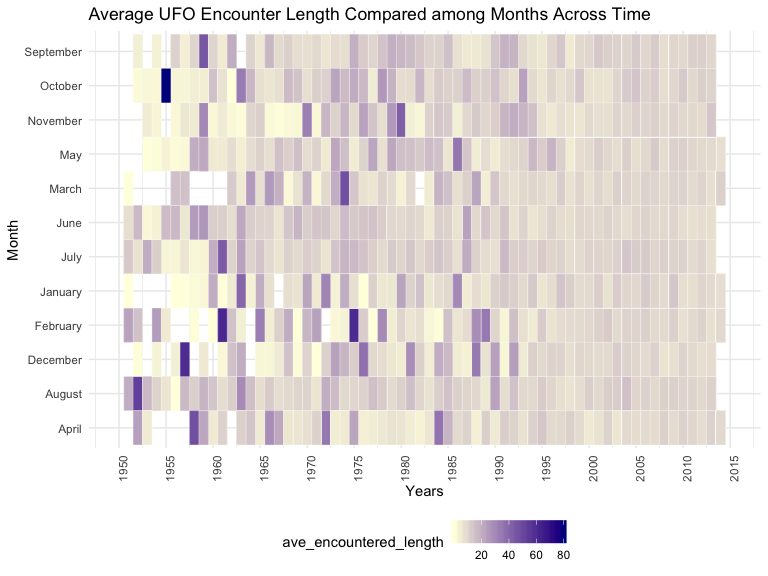 Average UFO Encounter Length Compared among Months Across Time
Month
September
October
November
May
March
June
July
January
February
December
August
April
1950
1955
1960
1965
1970
1975
1980
1985
1990
1995
2000
2005
2010
2015
Years
ave_encountered_length
20 40 60 80